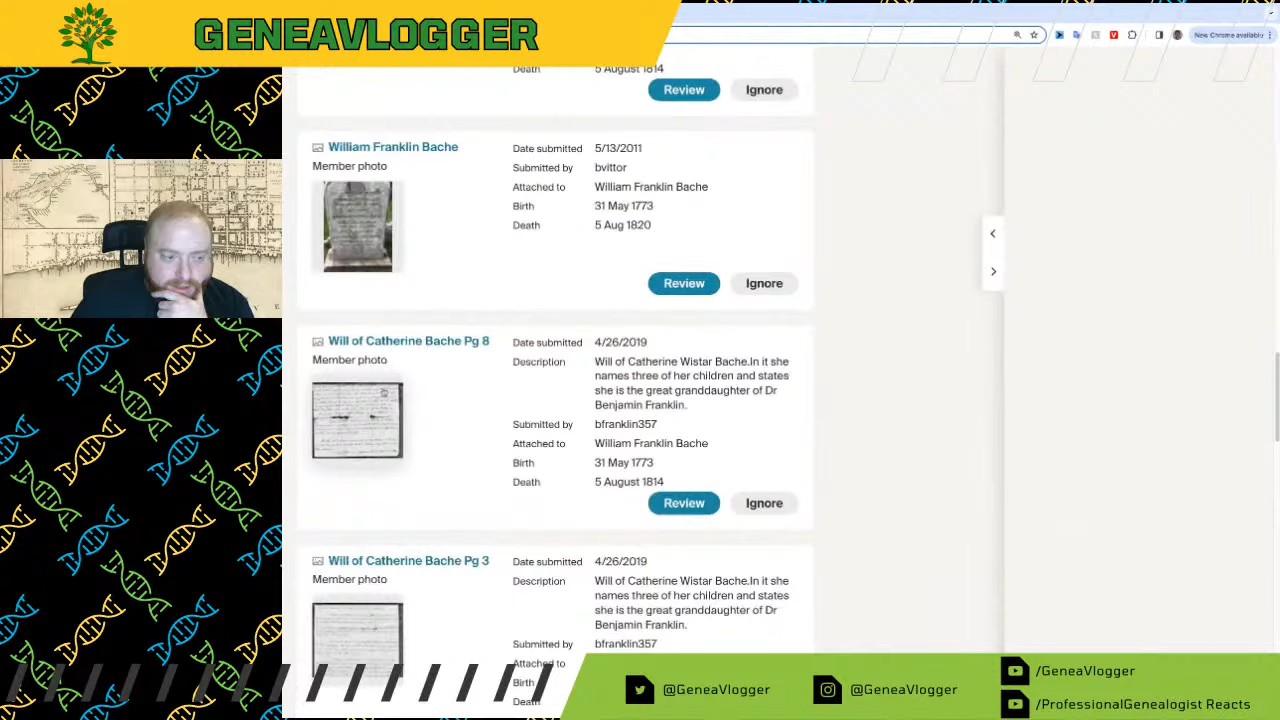 GENEAVLOGGER
New Chrome available
Death 5 August 1814
Review Ignore
William Franklin Bache
Member photo
Date submitted 5/13/2011
Submitted by bvittor
Attached to William Franklin Bache
Birth 31 May 1773
Death 5 Aug 1820
Review Ignore
Will of Catherine Bache Pg 8
Member photo
Date submitted 4/26/2019
Description Will of Catherine Wistar Bache.In it she
names three of her children and states
she is the great granddaughter of Dr
Benjamin Franklin.
Submitted by bfranklin357
Attached to William Franklin Bache
Birth 31 May 1773
Death 5 August 1814
Review Ignore
Will of Catherine Bache Pg 3
Member photo
Date submitted 4/26/2019
Description Will of Catherine Wistar Bache.In it she
names three of her children and states
she is the great granddaughter of Dr
Benjamin Franklin.
Submitted by bfranklin357
Attached to
Birth
Death
@GeneaVlogger
@GeneaVlogger
/GeneaVlogger
/ProfessionalGenealogist Reacts